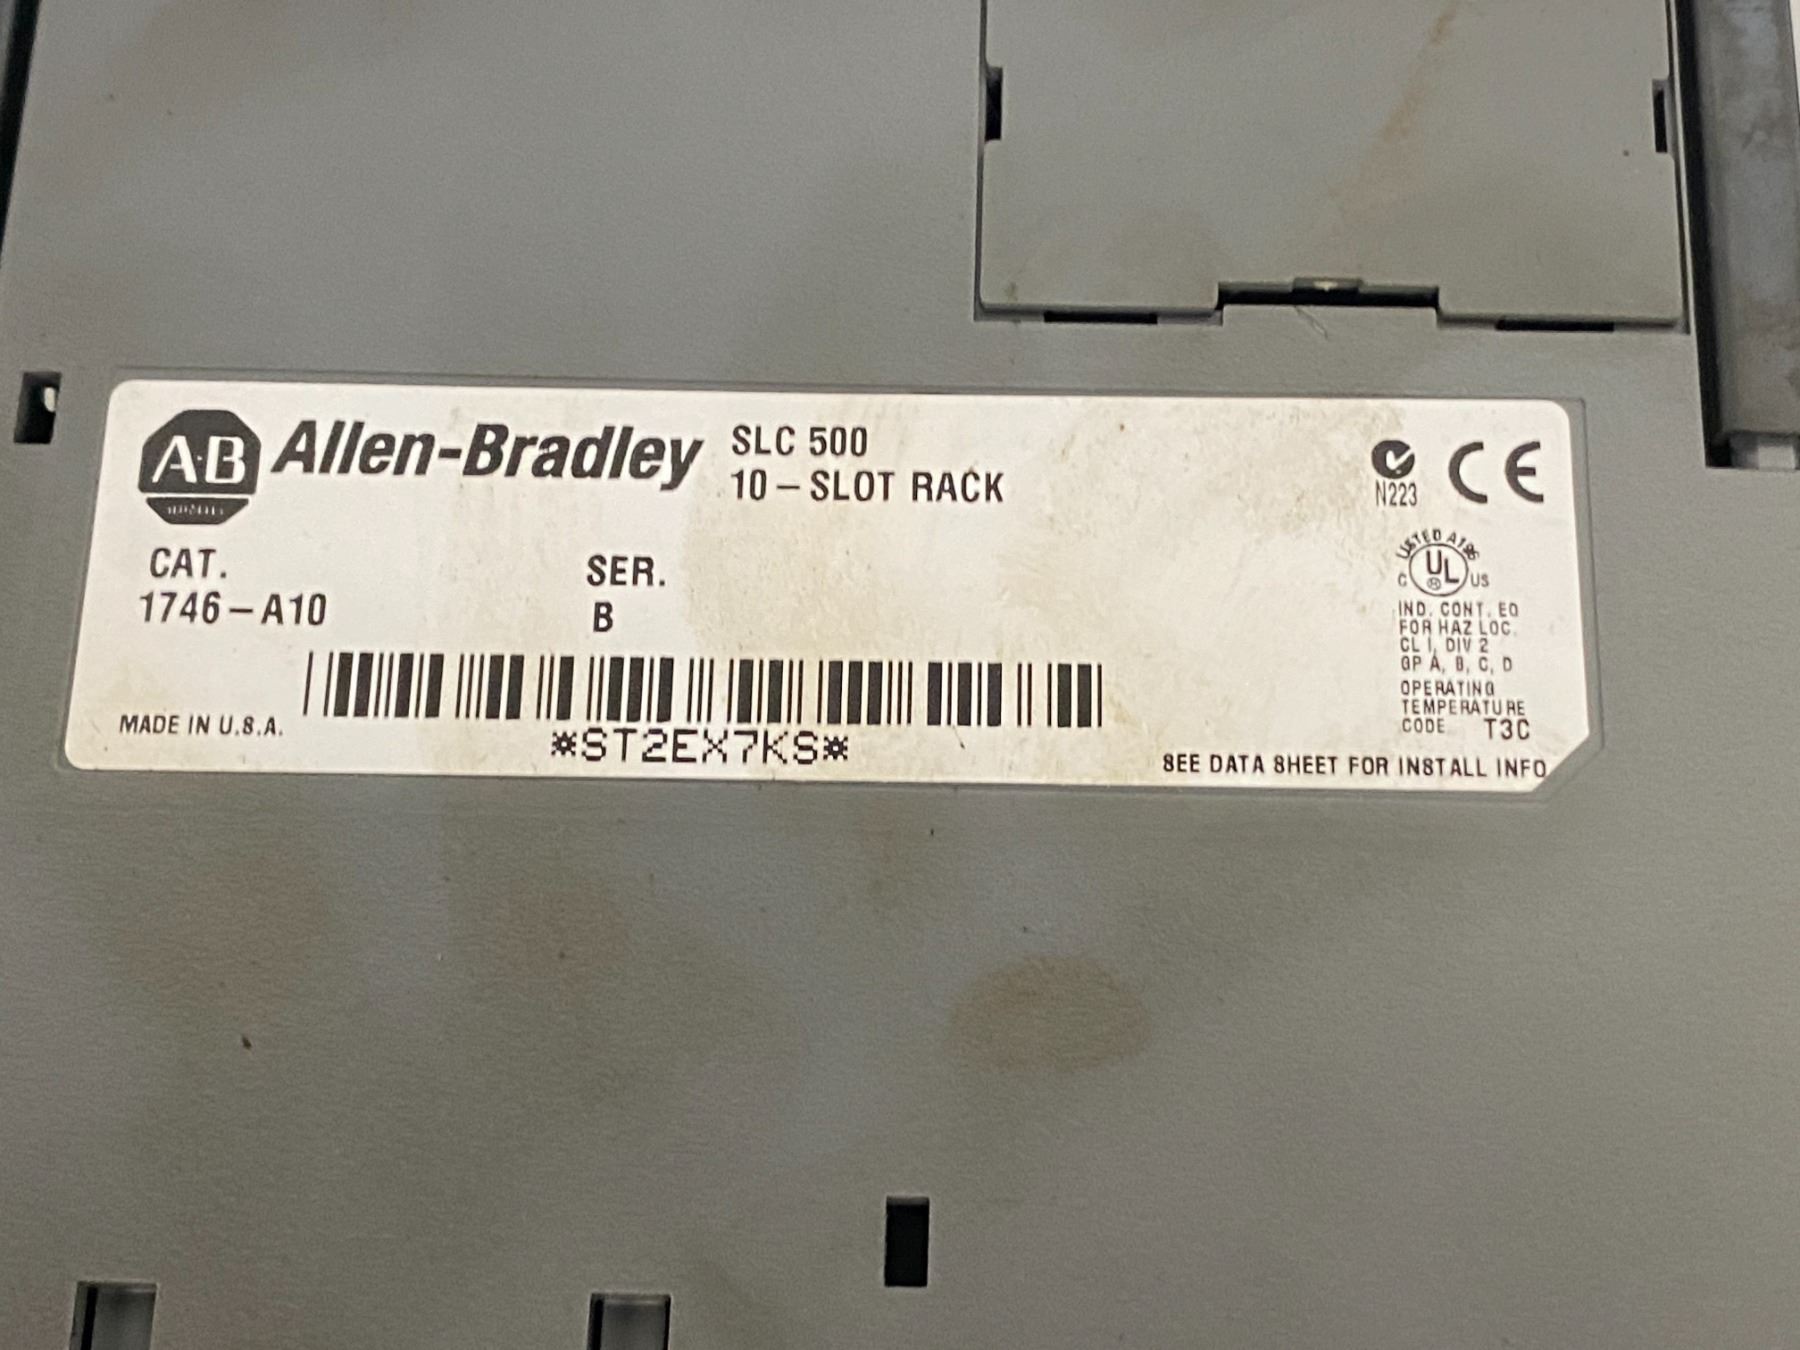 A-B Allen-Bradley
SLC 500
10-SLOT RACK
N223
CE
CAT.
1746-A10
SER.
B
LISTED A196
C UL US
IND. CONT. EQ
FOR HAZ LOC.
CL I, DIV 2
GP A, B, C, D
OPERATING
TEMPERATURE
CODE T3C
MADE IN U.S.A.
*ST2EX7KS*
SEE DATA SHEET FOR INSTALL INFO